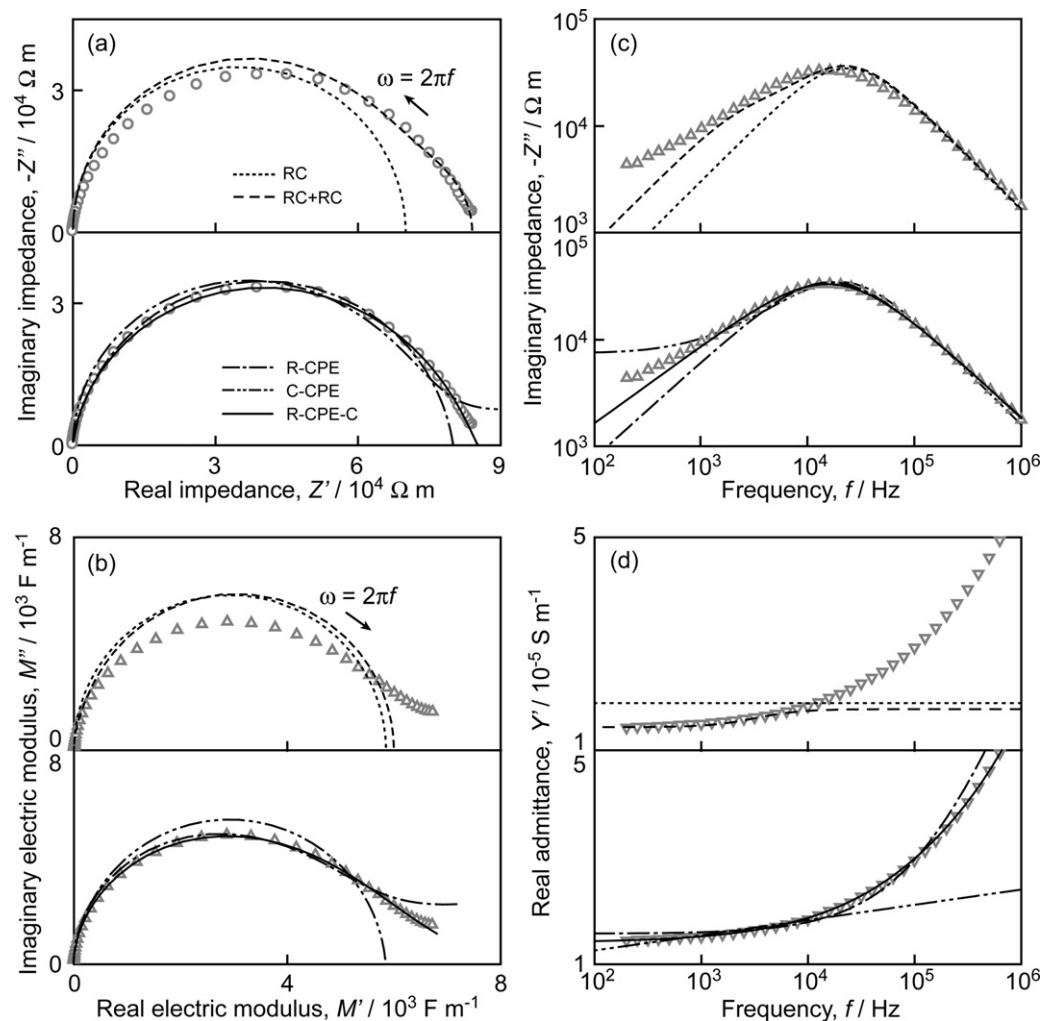 (a)
Imaginary impedance, -Z″ / 10⁴ Ω m
3
0
ω = 2πf
RC
RC+RC
3
0
R-CPE
C-CPE
R-CPE-C
0 3 6 9
Real impedance, Z' / 10⁴ Ω m
(c)
Imaginary impedance, -Z″ / Ω m
10⁵
10⁴
10³
10⁵
10⁴
10³
10² 10³ 10⁴ 10⁵ 10⁶
Frequency, f / Hz
(b)
Imaginary electric modulus, M″ / 10³ F m⁻¹
8
0
ω = 2πf
8
0
0 4 8
Real electric modulus, M' / 10³ F m⁻¹
(d)
Real admittance, Y' / 10⁻⁵ S m⁻¹
5
1
5
1
10² 10³ 10⁴ 10⁵ 10⁶
Frequency, f / Hz